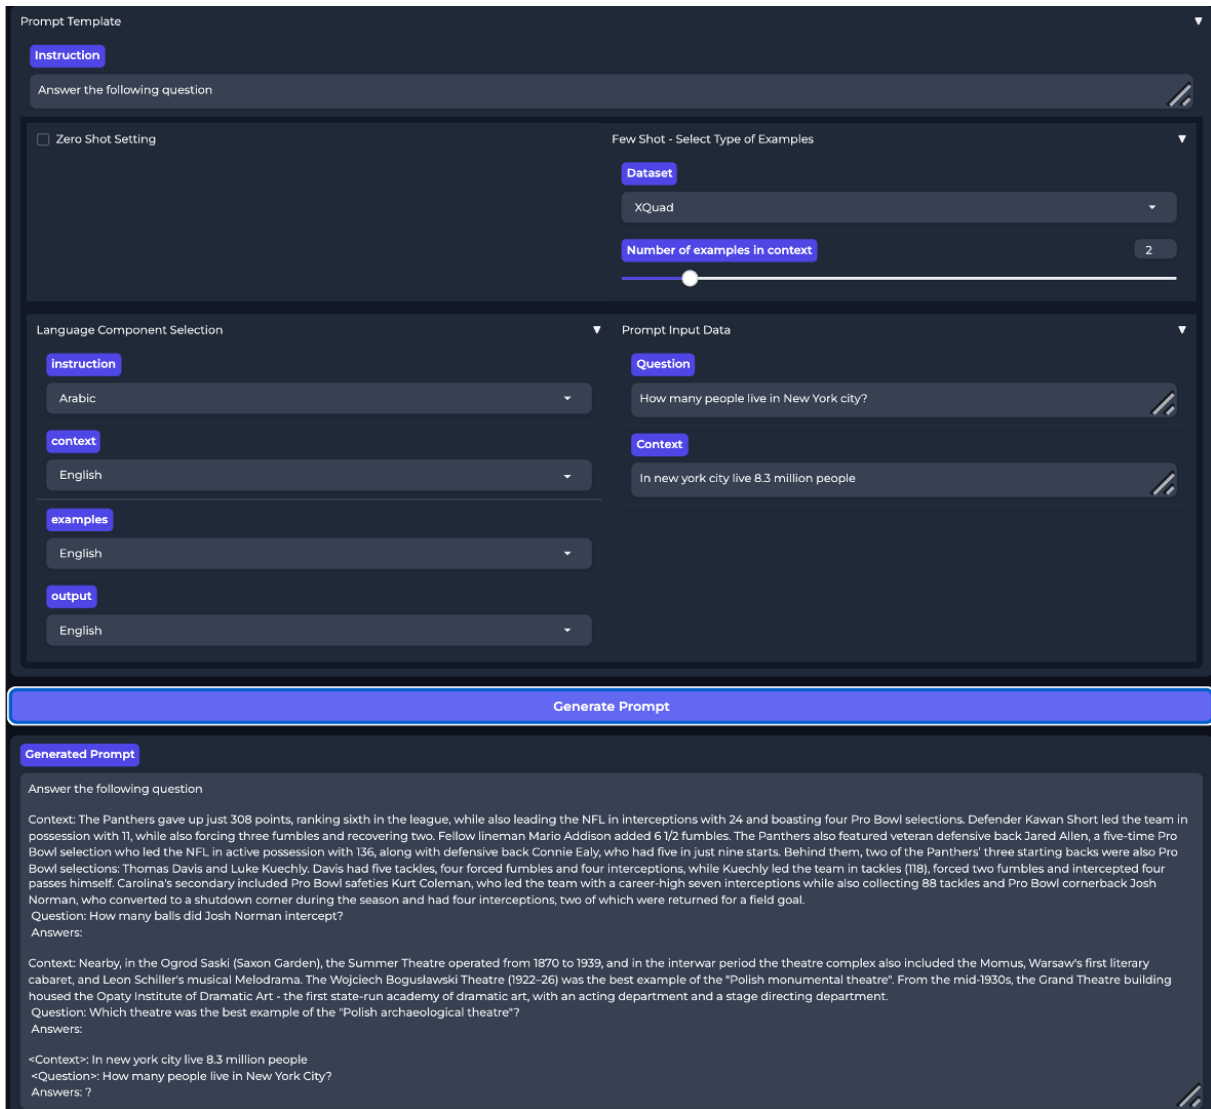 Prompt Template
Instruction
Answer the following question
Zero Shot Setting
Few Shot - Select Type of Examples
Dataset
XQuad
Number of examples in context
2
Language Component Selection
instruction
Arabic
context
English
examples
English
output
English
Prompt Input Data
Question
How many people live in New York city?
Context
In new york city live 8.3 million people
Generate Prompt
Generated Prompt
Answer the following question
Context: The Panthers gave up just 308 points, ranking sixth in the league, while also leading the NFL in interceptions with 24 and boasting four Pro Bowl selections. Defender Kawan Short led the team in
possession with 11, while also forcing three fumbles and recovering two. Fellow lineman Mario Addison added 6 1/2 fumbles. The Panthers also featured veteran defensive back Jared Allen, a five-time Pro
Bowl selection who led the NFL in active possession with 136, along with defensive back Connie Ealy, who had five in just nine starts. Behind them, two of the Panthers' three starting backs were also Pro
Bowl selections: Thomas Davis and Luke Kuechly. Davis had five tackles, four forced fumbles and four interceptions, while Kuechly led the team in tackles (118), forced two fumbles and intercepted four
passes himself. Carolina's secondary included Pro Bowl safeties Kurt Coleman, who led the team with a career-high seven interceptions while also collecting 88 tackles and Pro Bowl cornerback Josh
Norman, who converted to a shutdown corner during the season and had four interceptions, two of which were returned for a field goal.
Question: How many balls did Josh Norman intercept?
Answers:
Context: Nearby, in the Ogrod Saski (Saxon Garden), the Summer Theatre operated from 1870 to 1939, and in the interwar period the theatre complex also included the Momus, Warsaw's first literary
cabaret, and Leon Schiller's musical Melodrama. The Wojciech Bogusławski Theatre (1922–26) was the best example of the "Polish monumental theatre". From the mid-1930s, the Grand Theatre building
housed the Opaty Institute of Dramatic Art - the first state-run academy of dramatic art, with an acting department and a stage directing department.
Question: Which theatre was the best example of the "Polish archaeological theatre"?
Answers:
<Context>: In new york city live 8.3 million people
<Question>: How many people live in New York City?
Answers: ?